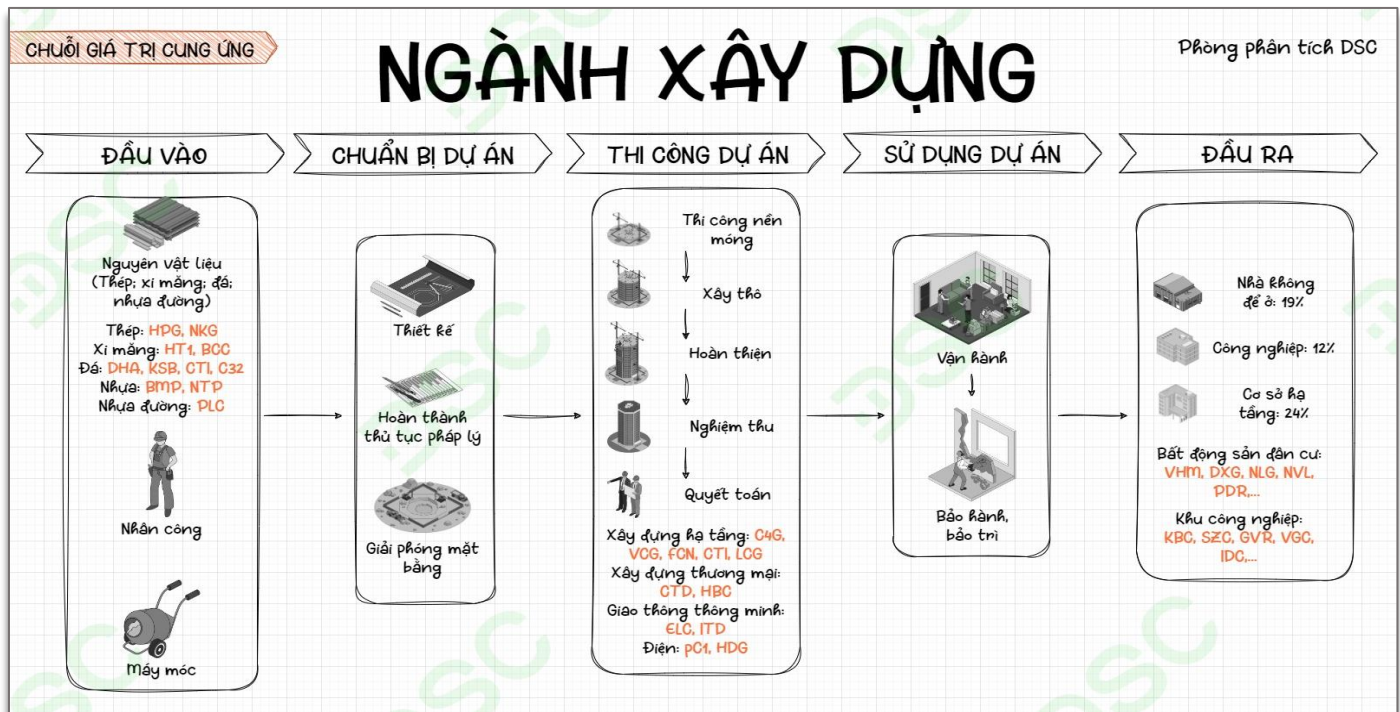 CHUỖI GIÁ TRỊ CUNG ỨNG
NGÀNH XÂY DỰNG
Phòng phân tích DSC
ĐẦU VÀO
CHUẨN BỊ DỰ ÁN
THI CÔNG DỰ ÁN
SỬ DỤNG DỰ ÁN
ĐẦU RA
Nguyên vật liệu
(Thép; xi măng; đá;
nhựa đường)
Thép: HPG, NKG
Xi măng: HT1, BCC
Đá: DHA, KSB, CTI, C32
Nhựa: BMP, NTP
Nhựa đường: PLC
Nhân công
Máy móc
Thiết kế
Hoàn thành
thủ tục pháp lý
Giải phóng mặt
bằng
Thi công nền
móng
Xây thô
Hoàn thiện
Nghiệm thu
Quyết toán
Xây dựng hạ tầng: C4G,
VCG, FCN, CTI, LCG
Xây dựng thương mại:
CTD, HBC
Giao thông thông minh:
ELC, ITD
Điện: PC1, HDG
Vận hành
Bảo hành,
bảo trì
Nhà không
để ở: 19%
Công nghiệp: 12%
Cơ sở hạ
tầng: 24%
Bất động sản dân cư:
VHM, DXG, NLG, NVL,
PDR,...
Khu công nghiệp:
KBC, SZC, GVR, VGC,
IDC,...
DSC
DSC
DSC
DSC
DSC